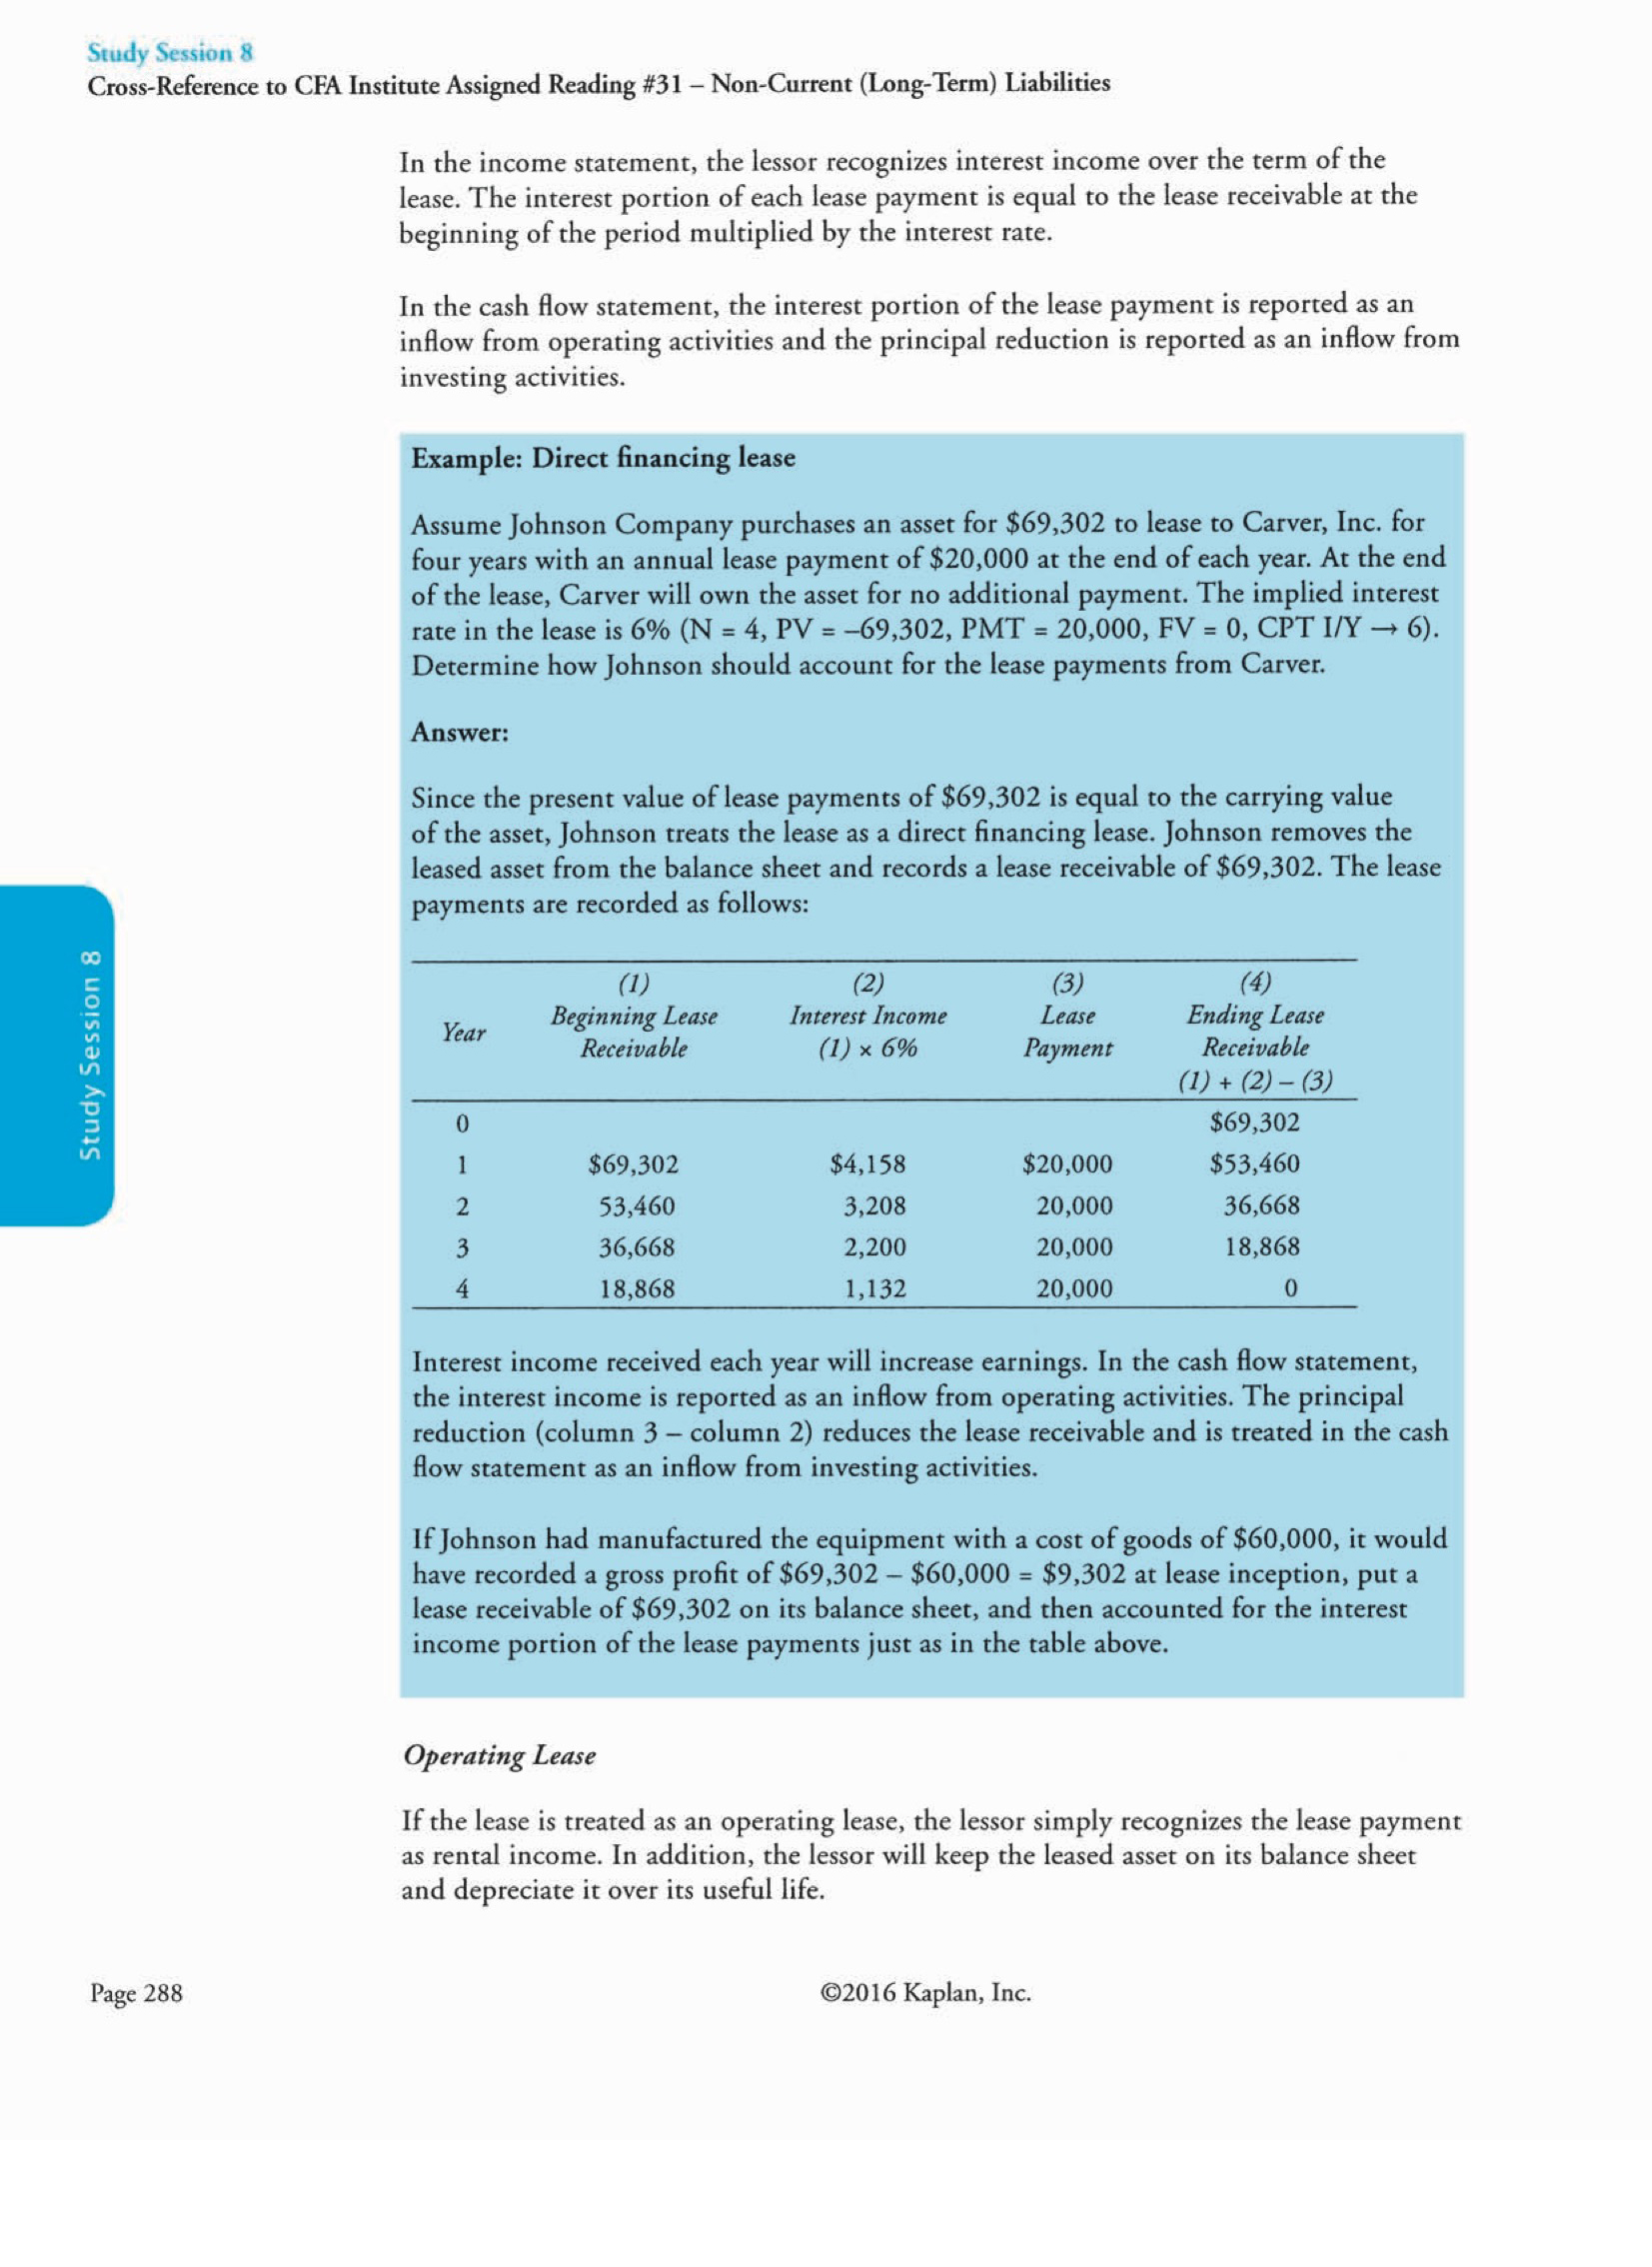 Study Session 8
Cross-Reference to CFA Institute Assigned Reading #31 – Non-Current (Long-Term) Liabilities
In the income statement, the lessor recognizes interest income over the term of the
lease. The interest portion of each lease payment is equal to the lease receivable at the
beginning of the period multiplied by the interest rate.
In the cash flow statement, the interest portion of the lease payment is reported as an
inflow from operating activities and the principal reduction is reported as an inflow from
investing activities.
Example: Direct financing lease
Assume Johnson Company purchases an asset for $69,302 to lease to Carver, Inc. for
four years with an annual lease payment of $20,000 at the end of each year. At the end
of the lease, Carver will own the asset for no additional payment. The implied interest
rate in the lease is 6% (N = 4, PV = –69,302, PMT = 20,000, FV = 0, CPT I/Y → 6).
Determine how Johnson should account for the lease payments from Carver.
Answer:
Since the present value of lease payments of $69,302 is equal to the carrying value
of the asset, Johnson treats the lease as a direct financing lease. Johnson removes the
leased asset from the balance sheet and records a lease receivable of $69,302. The lease
payments are recorded as follows:
(1) (2) (3) (4)
Beginning Lease Interest Income Lease Ending Lease
Year
Receivable (1) × 6% Payment Receivable
(1) + (2) – (3)
0 $69,302
1 $69,302 $4,158 $20,000 $53,460
2 53,460 3,208 20,000 36,668
3 36,668 2,200 20,000 18,868
4 18,868 1,132 20,000 0
Interest income received each year will increase earnings. In the cash flow statement,
the interest income is reported as an inflow from operating activities. The principal
reduction (column 3 – column 2) reduces the lease receivable and is treated in the cash
flow statement as an inflow from investing activities.
If Johnson had manufactured the equipment with a cost of goods of $60,000, it would
have recorded a gross profit of $69,302 – $60,000 = $9,302 at lease inception, put a
lease receivable of $69,302 on its balance sheet, and then accounted for the interest
income portion of the lease payments just as in the table above.
Operating Lease
If the lease is treated as an operating lease, the lessor simply recognizes the lease payment
as rental income. In addition, the lessor will keep the leased asset on its balance sheet
and depreciate it over its useful life.
Study Session 8
Page 288 ©2016 Kaplan, Inc.